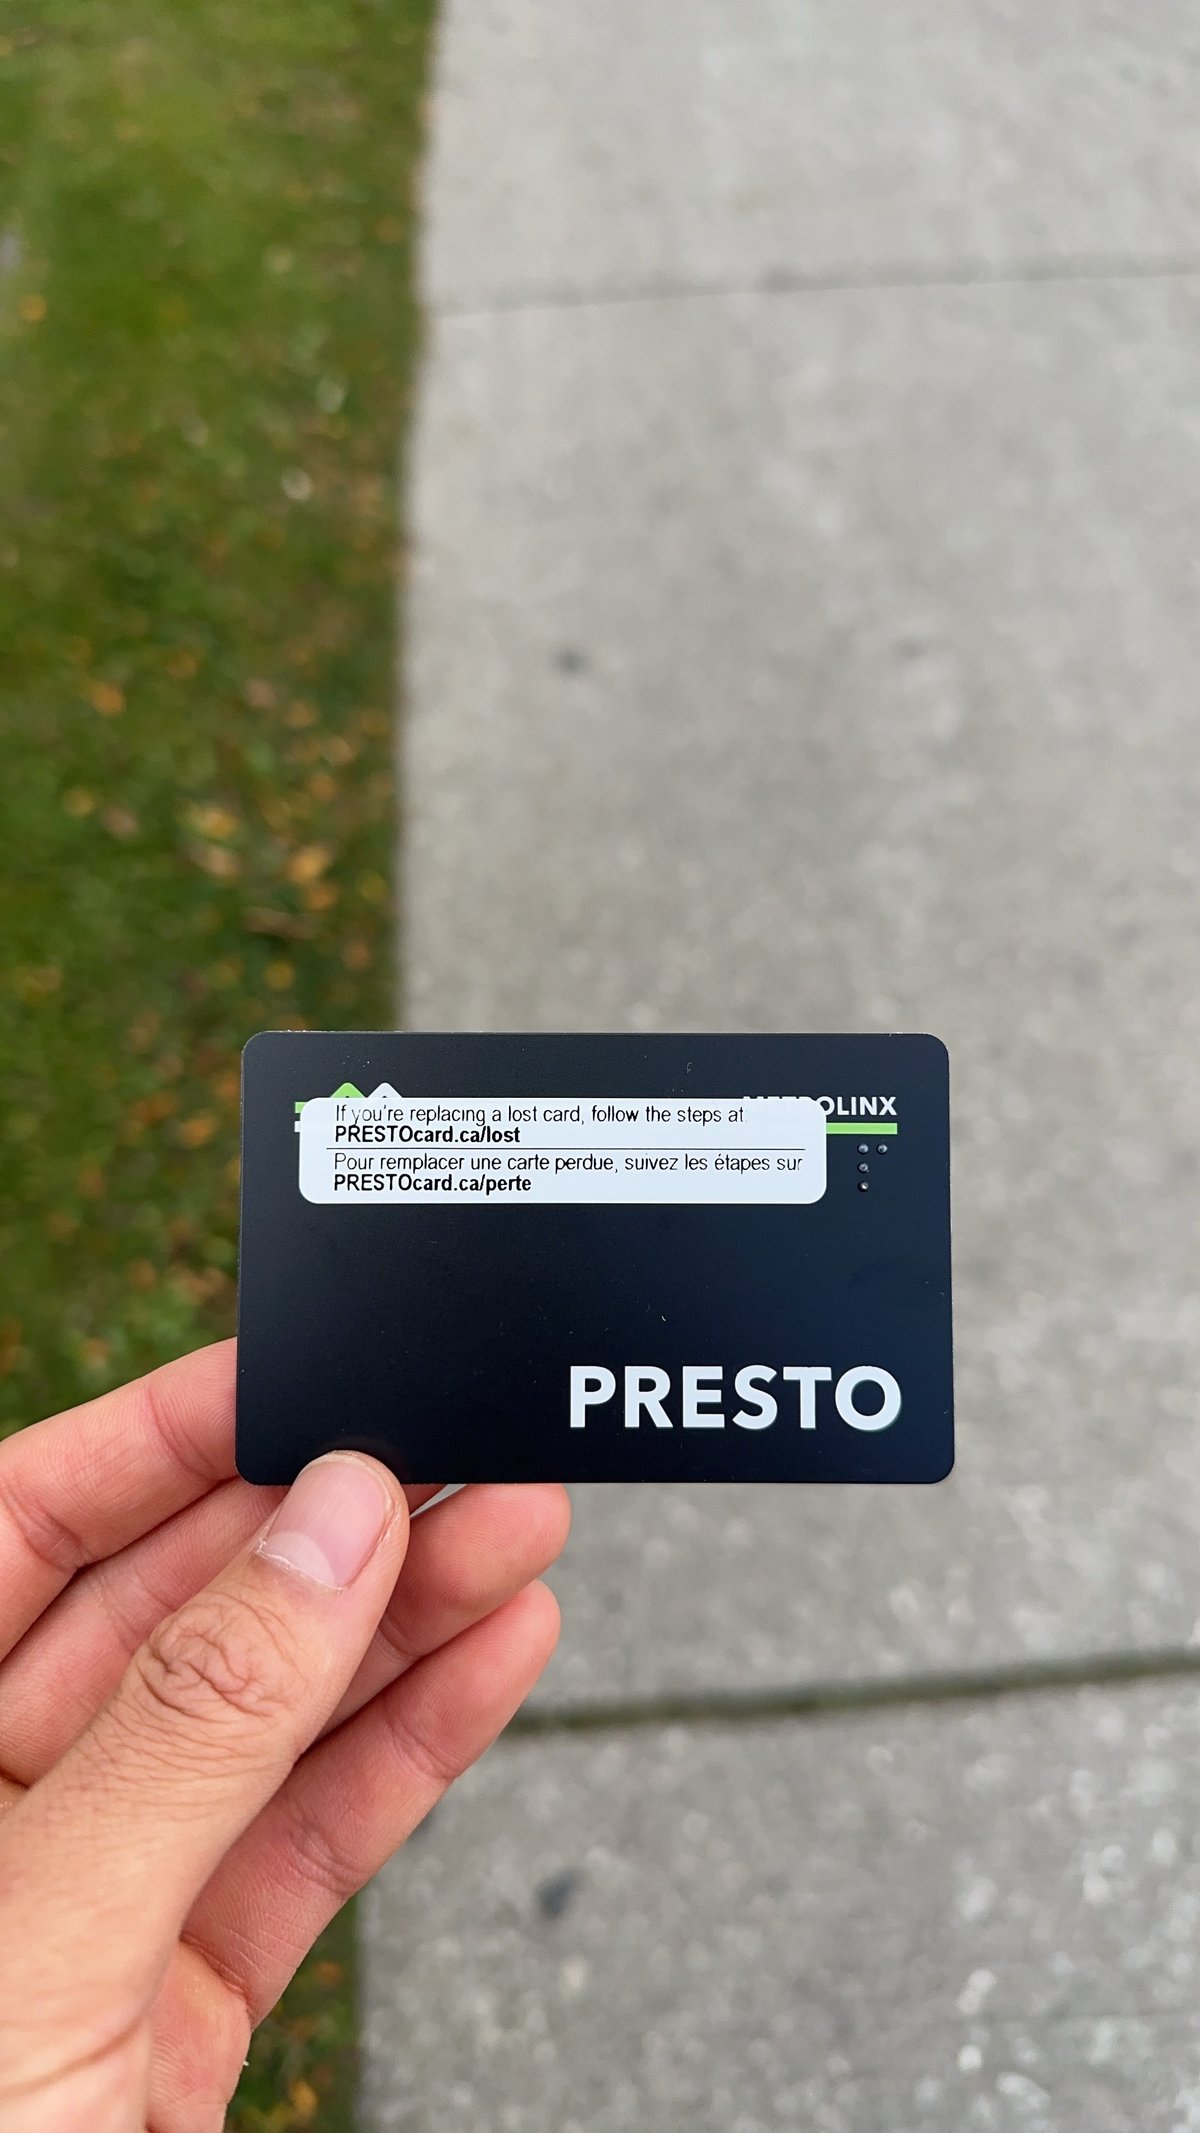 If you're replacing a lost card, follow the steps at:
PRESTOcard.ca/lost
Pour remplacer une carte perdue, suivez les étapes sur
PRESTOcard.ca/perte
METROLINX
PRESTO